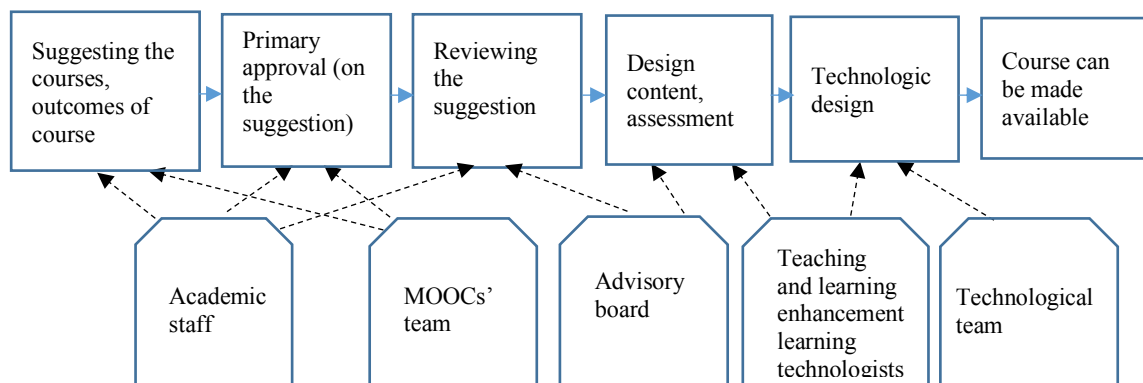 Suggesting the
courses,
outcomes of
course
Primary
approval (on
the
suggestion)
Reviewing
the
suggestion
Design
content,
assessment
Technologic
design
Course can
be made
available
Academic
staff
MOOCs’
team
Advisory
board
Teaching
and learning
enhancement
learning
technologists
Technological
team